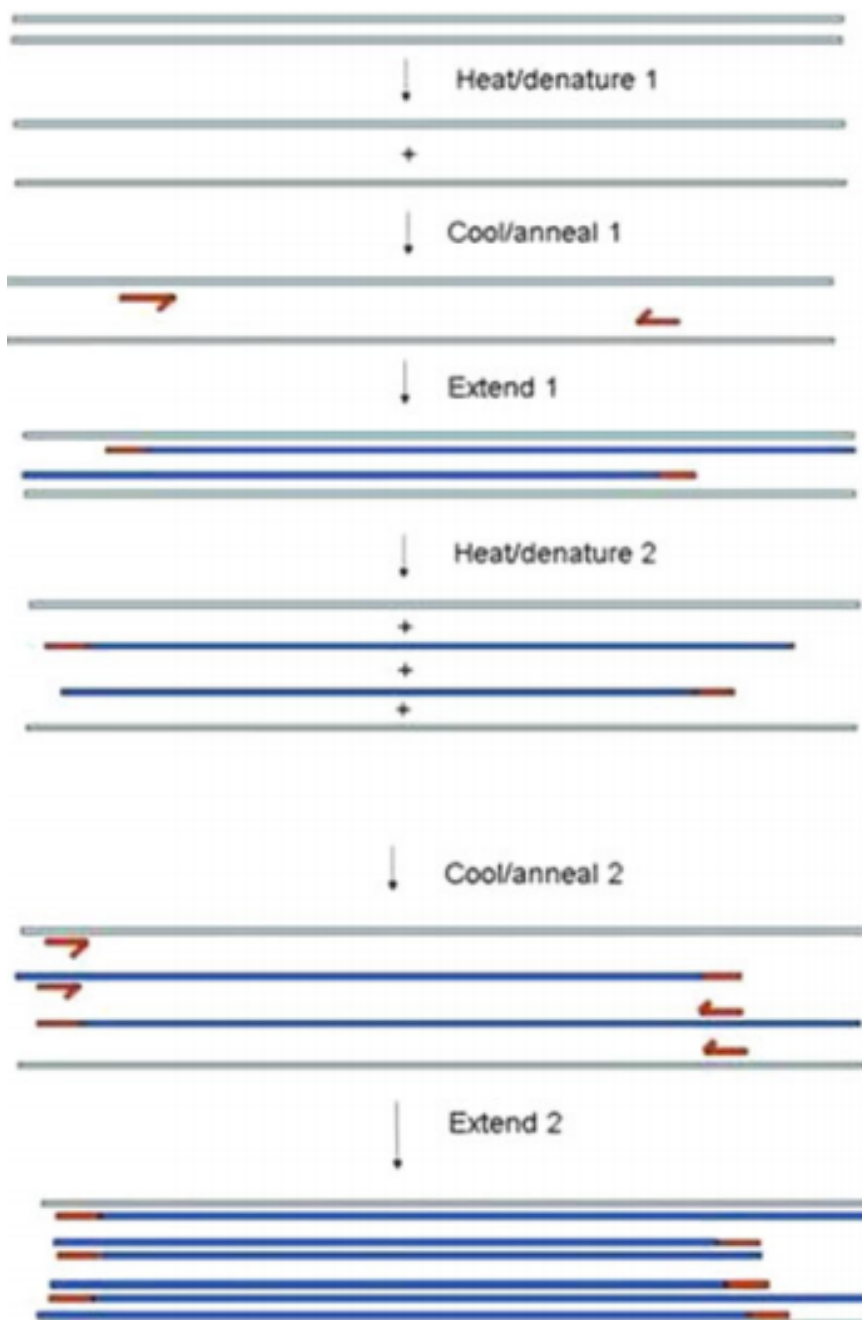 Heat/denature 1
+
Cool/anneal 1
Extend 1
Heat/denature 2
+
+
+
Cool/anneal 2
Extend 2